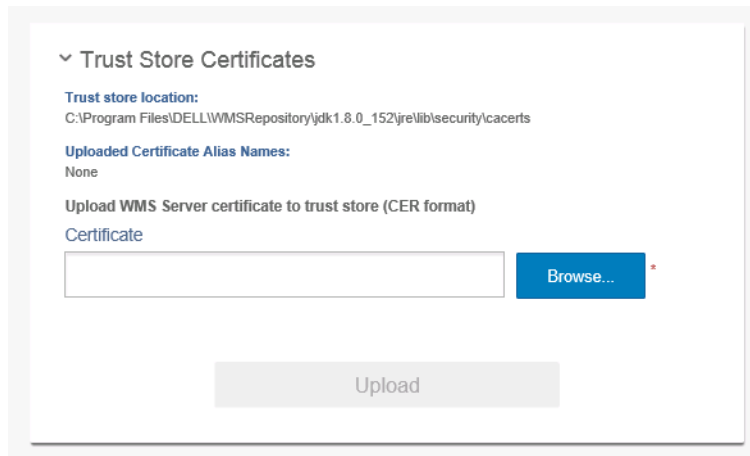 Trust Store Certificates
Trust store location:
C:\Program Files\DELL\WMSRepository\jdk1.8.0_152\jre\lib\security\cacerts
Uploaded Certificate Alias Names:
None
Upload WMS Server certificate to trust store (CER format)
Certificate
Browse... *
Upload